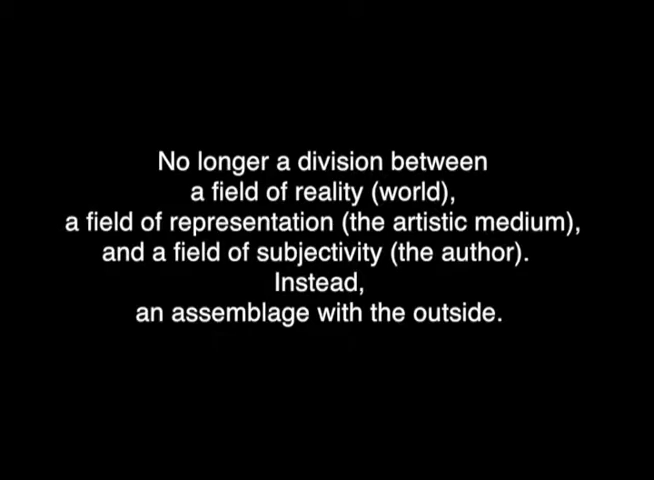 No longer a division between
a field of reality (world),
a field of representation (the artistic medium),
and a field of subjectivity (the author).
Instead,
an assemblage with the outside.